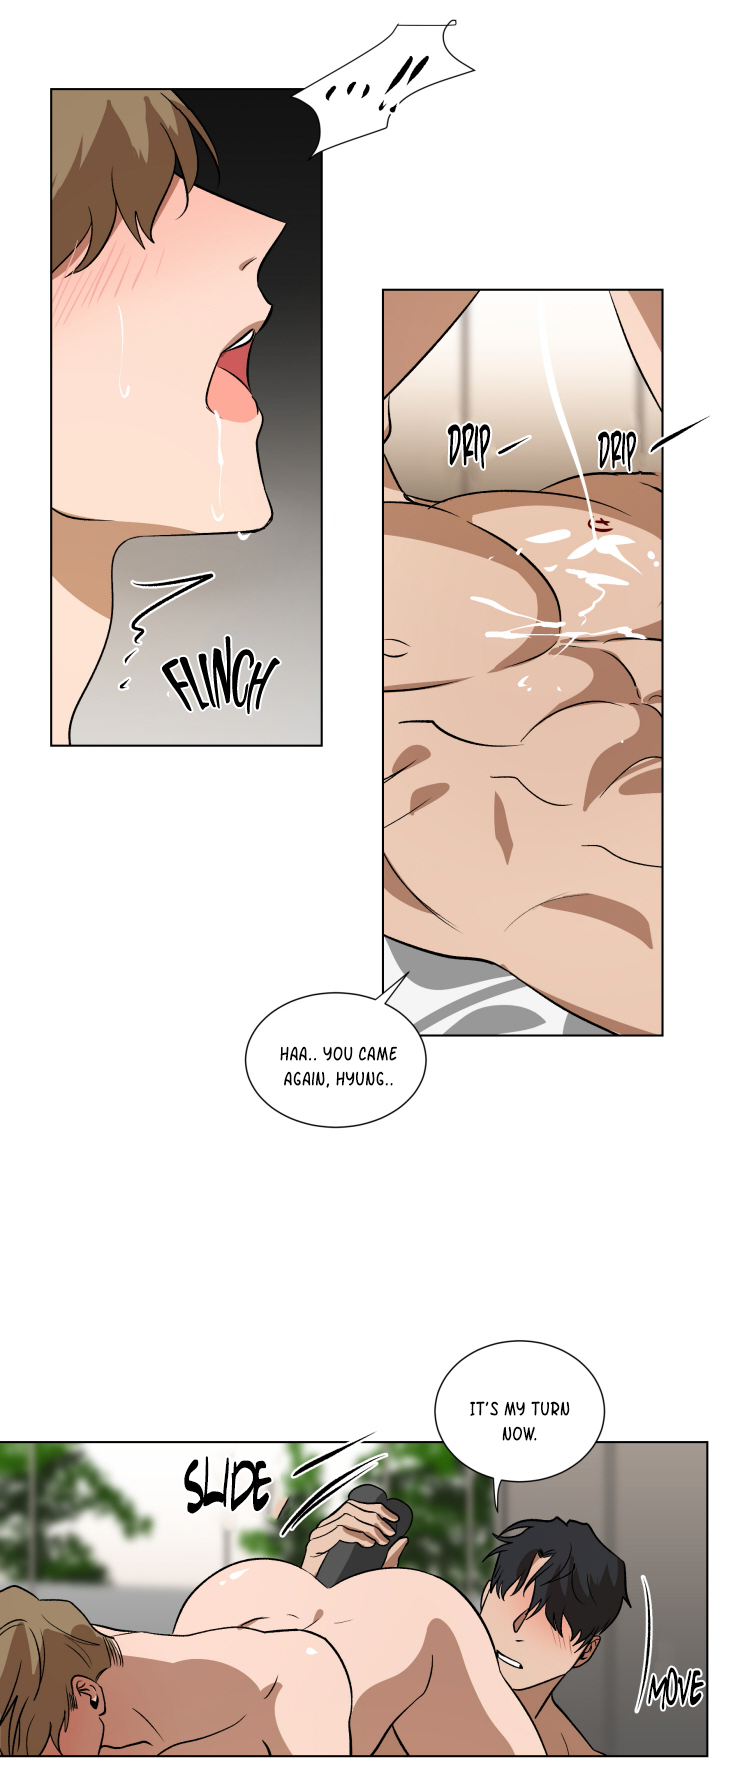 ...!!
DRIP
DRIP
FLINCH
HAA.. YOU CAME
AGAIN, HYUNG..
IT'S MY TURN
NOW.
SLIDE
MOVE